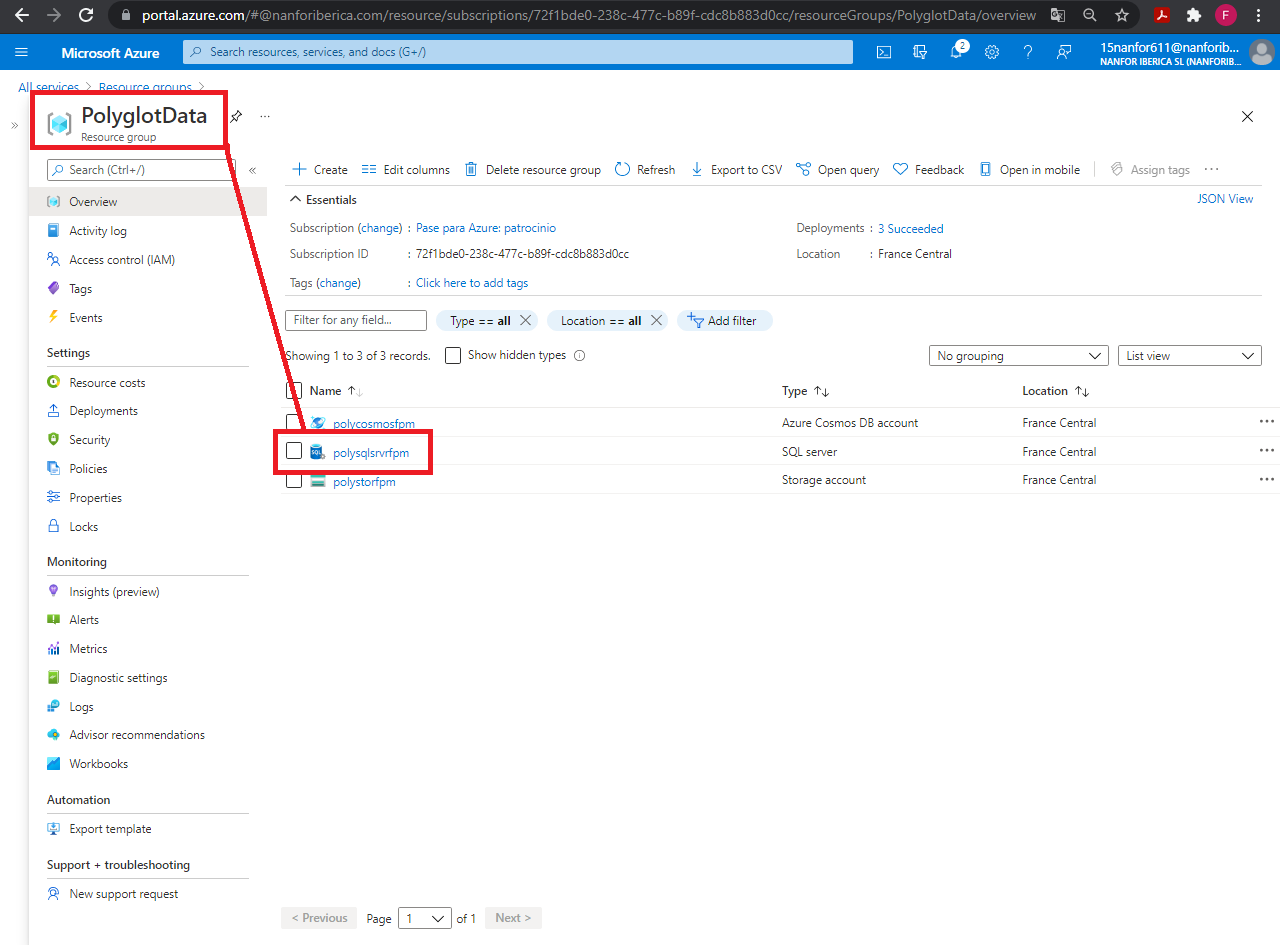 portal.azure.com/#@nanforiberica.com/resource/subscriptions/72f1bde0-238c-477c-b89f-cdc8b883d0cc/resourceGroups/PolyglotData/overview
F
Microsoft Azure
Search resources, services, and docs (G+/)
2
15nanfor611@nanforib...
NANFOR IBERICA SL (NANFORIB...
All services > Resource groups >
PolyglotData
Resource group
Search (Ctrl+/)
Overview
Activity log
Access control (IAM)
Tags
Events
Settings
Resource costs
Deployments
Security
Policies
Properties
Locks
Monitoring
Insights (preview)
Alerts
Metrics
Diagnostic settings
Logs
Advisor recommendations
Workbooks
Automation
Export template
Support + troubleshooting
New support request
Create Edit columns Delete resource group Refresh Export to CSV Open query Feedback Open in mobile Assign tags ...
Essentials
JSON View
Subscription (change) : Pase para Azure: patrocinio
Deployments : 3 Succeeded
Subscription ID : 72f1bde0-238c-477c-b89f-cdc8b883d0cc
Location : France Central
Tags (change) : Click here to add tags
Filter for any field... Type == all Location == all Add filter
Showing 1 to 3 of 3 records. Show hidden types
No grouping List view
Name Type Location
polycosmosfpm Azure Cosmos DB account France Central
SQL polysqlsrvrfpm SQL server France Central
polystorfpm Storage account France Central
< Previous Page 1 of 1 Next >